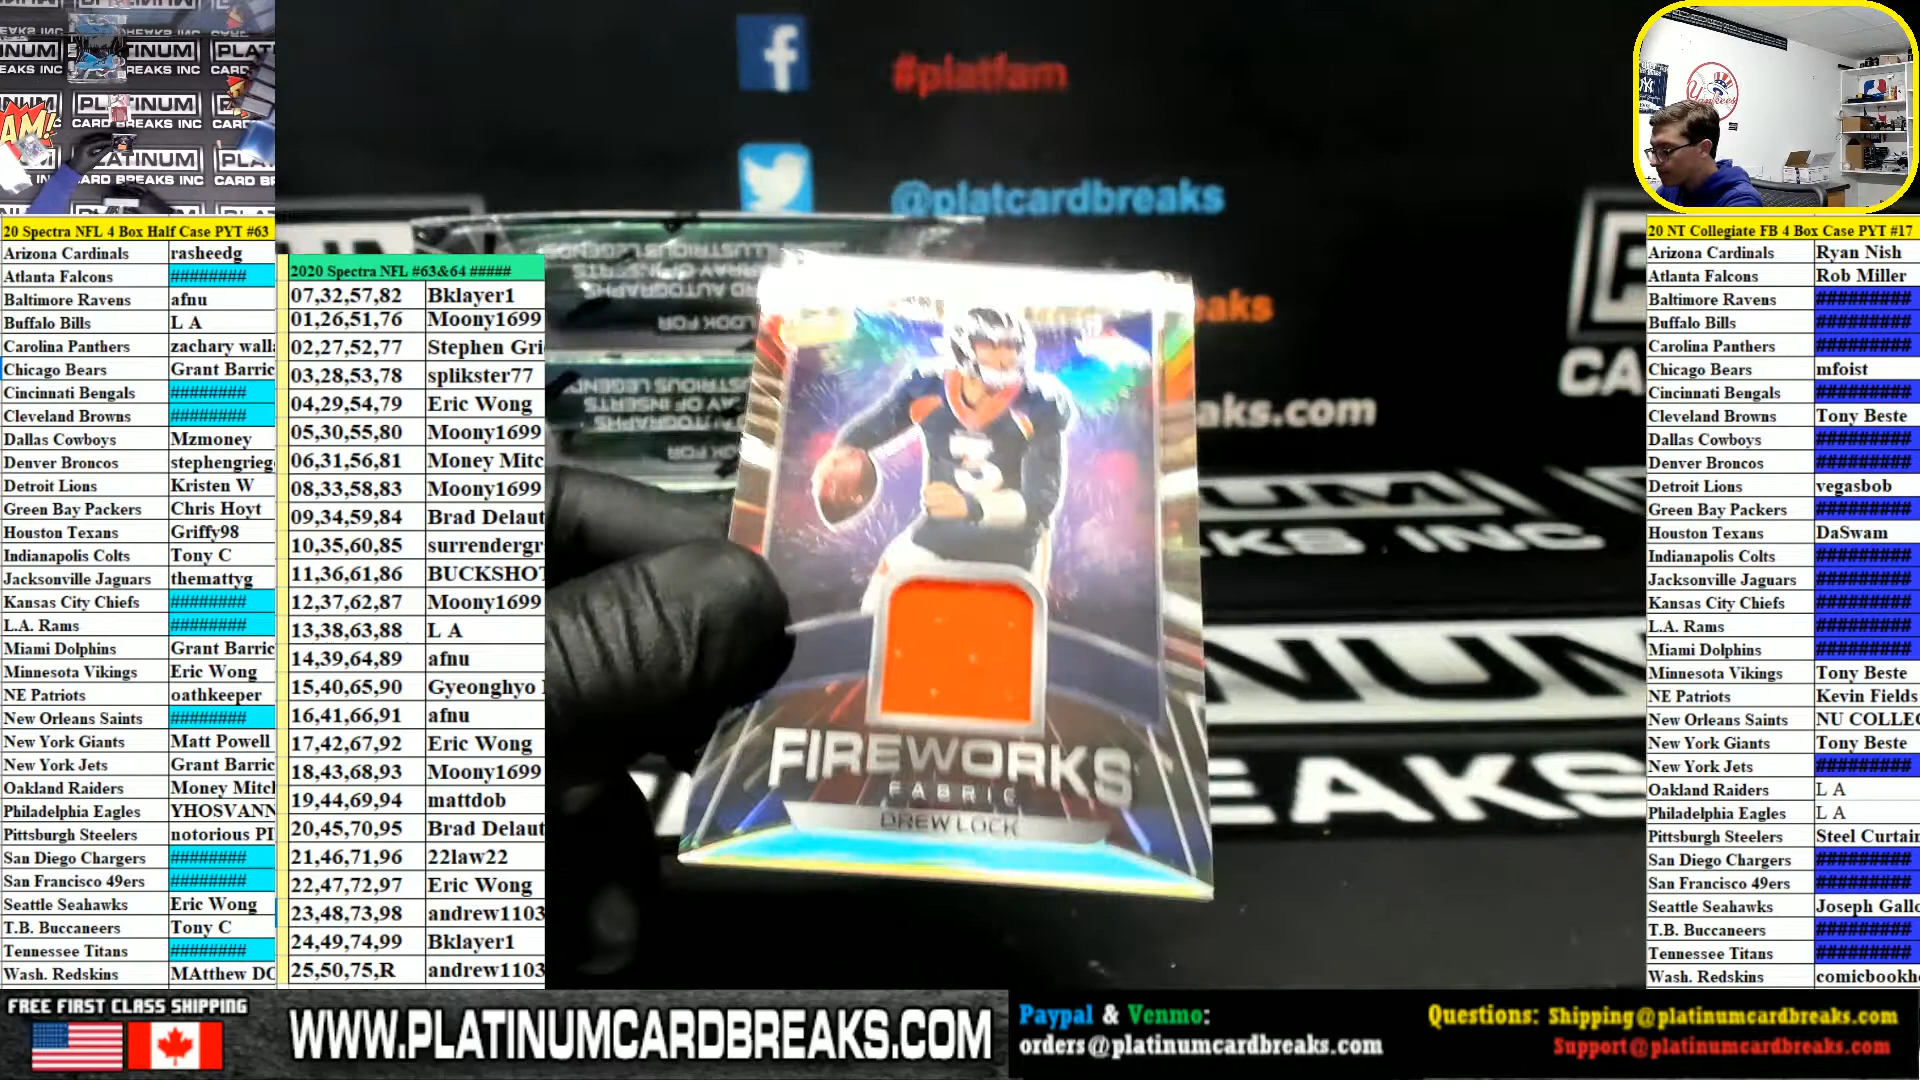 #platfam
@platcardbreaks
20 Spectra NFL 4 Box Half Case PYT #63
Arizona Cardinals rasheedg
Atlanta Falcons ########
Baltimore Ravens afnu
Buffalo Bills L A
Carolina Panthers zachary wall
Chicago Bears Grant Barric
Cincinnati Bengals ########
Cleveland Browns ########
Dallas Cowboys Mzmoney
Denver Broncos stephengrieg
Detroit Lions Kristen W
Green Bay Packers Chris Hoyt
Houston Texans Griffy98
Indianapolis Colts Tony C
Jacksonville Jaguars themattyg
Kansas City Chiefs ########
L.A. Rams ########
Miami Dolphins Grant Barric
Minnesota Vikings Eric Wong
NE Patriots oathkeeper
New Orleans Saints ########
New York Giants Matt Powell
New York Jets Grant Barric
Oakland Raiders Money Mitcl
Philadelphia Eagles YHOSVANN
Pittsburgh Steelers notorious PI
San Diego Chargers ########
San Francisco 49ers ########
Seattle Seahawks Eric Wong
T.B. Buccaneers Tony C
Tennessee Titans ########
Wash. Redskins MAtthew DC
2020 Spectra NFL #63&64 #####
07,32,57,82 Bklayer1
01,26,51,76 Moony1699
02,27,52,77 Stephen Gri
03,28,53,78 splikster77
04,29,54,79 Eric Wong
05,30,55,80 Moony1699
06,31,56,81 Money Mitc
08,33,58,83 Moony1699
09,34,59,84 Brad Delaut
10,35,60,85 surrendergr
11,36,61,86 BUCKSHOT
12,37,62,87 Moony1699
13,38,63,88 L A
14,39,64,89 afnu
15,40,65,90 Gyeonghyo
16,41,66,91 afnu
17,42,67,92 Eric Wong
18,43,68,93 Moony1699
19,44,69,94 mattdob
20,45,70,95 Brad Delaut
21,46,71,96 22law22
22,47,72,97 Eric Wong
23,48,73,98 andrew1103
24,49,74,99 Bklayer1
25,50,75,R andrew1103
3
FIREWORKS
FABRIC
DREW LOCK
20 NT Collegiate FB 4 Box Case PYT #17
Arizona Cardinals Ryan Nish
Atlanta Falcons Rob Miller
Baltimore Ravens #########
Buffalo Bills #########
Carolina Panthers #########
Chicago Bears mfoist
Cincinnati Bengals #########
Cleveland Browns Tony Beste
Dallas Cowboys #########
Denver Broncos #########
Detroit Lions vegasbob
Green Bay Packers #########
Houston Texans DaSwam
Indianapolis Colts #########
Jacksonville Jaguars #########
Kansas City Chiefs #########
L.A. Rams #########
Miami Dolphins #########
Minnesota Vikings Tony Beste
NE Patriots Kevin Fields
New Orleans Saints NU COLLEC
New York Giants Tony Beste
New York Jets #########
Oakland Raiders L A
Philadelphia Eagles L A
Pittsburgh Steelers Steel Curtain
San Diego Chargers #########
San Francisco 49ers #########
Seattle Seahawks Joseph Gallo
T.B. Buccaneers #########
Tennessee Titans #########
Wash. Redskins comicbookh
FREE FIRST CLASS SHIPPING
WWW.PLATINUMCARDBREAKS.COM
Paypal & Venmo:
orders@platinumcardbreaks.com
Questions: Shipping@platinumcardbreaks.com
Support@platinumcardbreaks.com